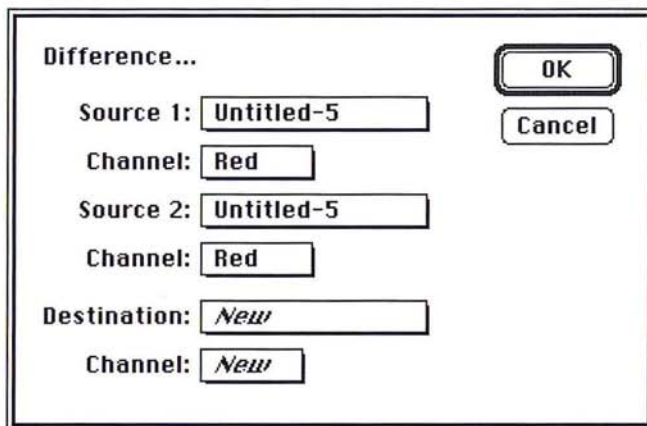 Difference...
OK
Source 1: Untitled-5
Cancel
Channel: Red
Source 2: Untitled-5
Channel: Red
Destination: New
Channel: New